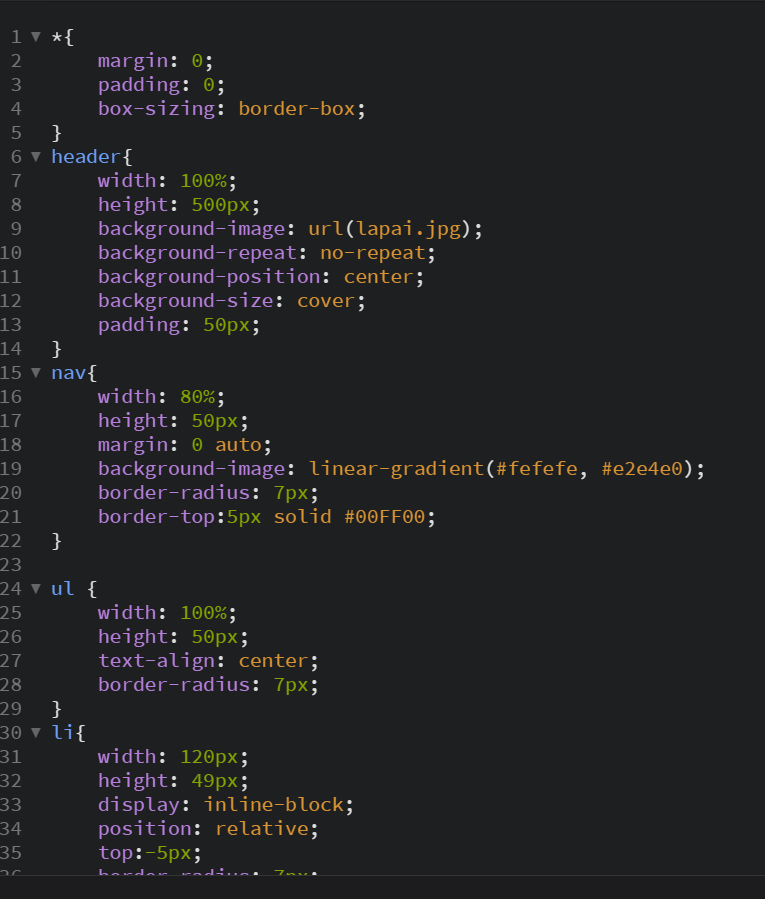 1 ▼ *{
2 margin: 0;
3 padding: 0;
4 box-sizing: border-box;
5 }
6 ▼ header{
7 width: 100%;
8 height: 500px;
9 background-image: url(lapai.jpg);
10 background-repeat: no-repeat;
11 background-position: center;
12 background-size: cover;
13 padding: 50px;
14 }
15 ▼ nav{
16 width: 80%;
17 height: 50px;
18 margin: 0 auto;
19 background-image: linear-gradient(#fefefe, #e2e4e0);
20 border-radius: 7px;
21 border-top:5px solid #00FF00;
22 }
23
24 ▼ ul {
25 width: 100%;
26 height: 50px;
27 text-align: center;
28 border-radius: 7px;
29 }
30 ▼ li{
31 width: 120px;
32 height: 49px;
33 display: inline-block;
34 position: relative;
35 top:-5px;
36 border-radius: 7px;